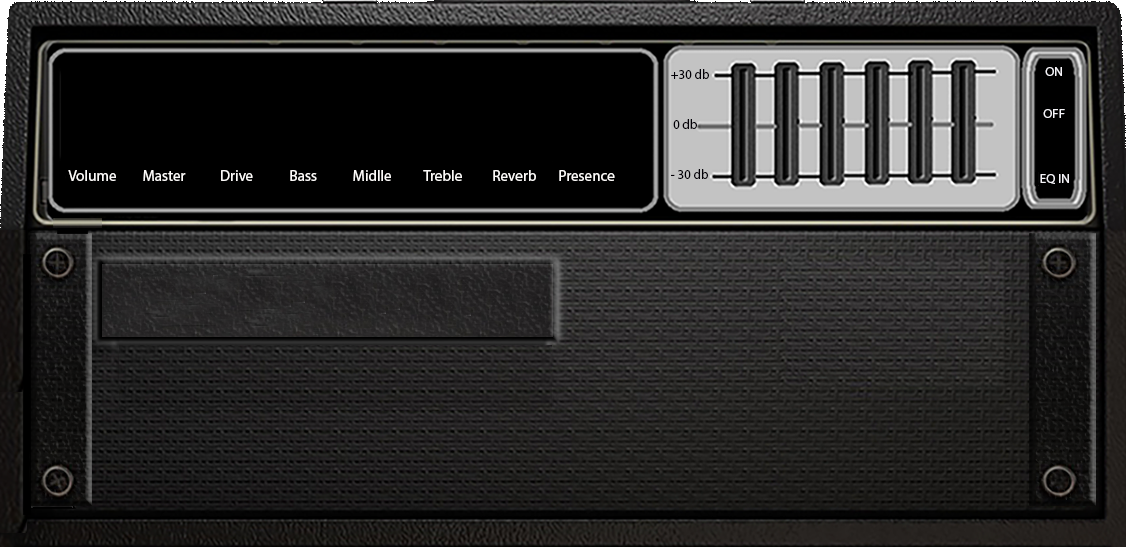 Volume Master Drive Bass Midlle Treble Reverb Presence
+30 db
0 db
- 30 db
ON
OFF
EQ IN